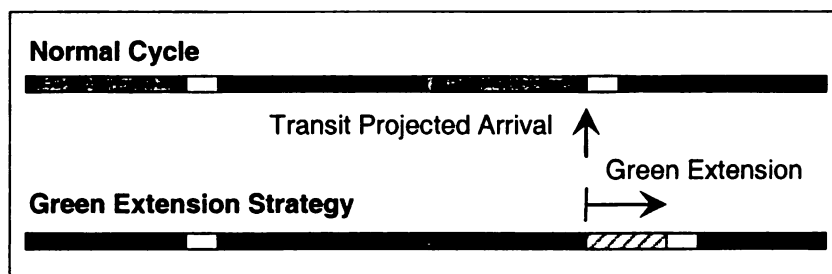 Normal Cycle
Transit Projected Arrival
Green Extension
Green Extension Strategy